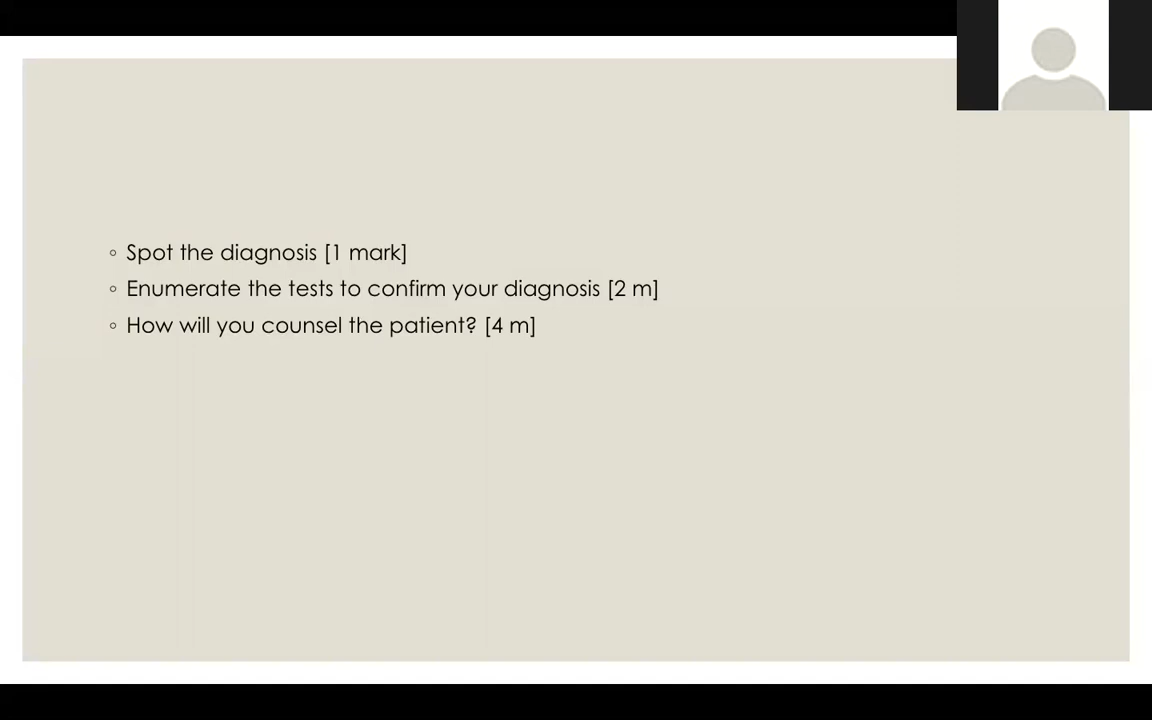 ◦ Spot the diagnosis [1 mark]
◦ Enumerate the tests to confirm your diagnosis [2 m]
◦ How will you counsel the patient? [4 m]